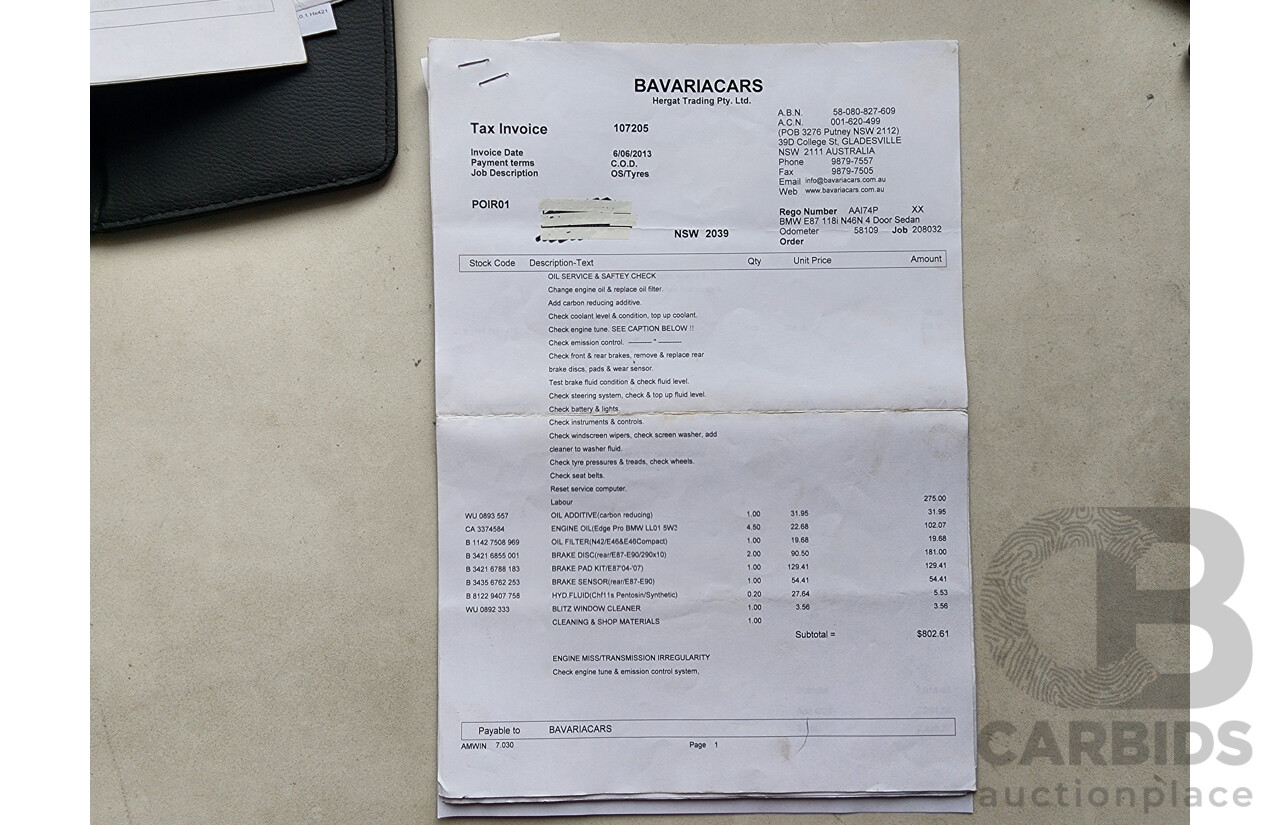 0.1 He421
BAVARIACARS
Hergat Trading Pty. Ltd.
Tax Invoice 107205
Invoice Date 6/06/2013
Payment terms C.O.D.
Job Description OS/Tyres
A.B.N. 58-080-827-609
A.C.N. 001-620-499
(POB 3276 Putney NSW 2112)
39D College St, GLADESVILLE
NSW 2111 AUSTRALIA
Phone 9879-7557
Fax 9879-7505
Email info@bavariacars.com.au
Web www.bavariacars.com.au
POIR01
NSW 2039
Rego Number AAI74P XX
BMW E87 118i N46N 4 Door Sedan
Odometer 58109 Job 208032
Order
Stock Code Description-Text Qty Unit Price Amount
OIL SERVICE & SAFTEY CHECK
Change engine oil & replace oil filter.
Add carbon reducing additive.
Check coolant level & condition, top up coolant.
Check engine tune. SEE CAPTION BELOW !!
Check emission control. ——— " ———
Check front & rear brakes, remove & replace rear
brake discs, pads & wear sensor.
Test brake fluid condition & check fluid level.
Check steering system, check & top up fluid level.
Check battery & lights.
Check instruments & controls.
Check windscreen wipers, check screen washer, add
cleaner to washer fluid.
Check tyre pressures & treads, check wheels.
Check seat belts.
Reset service computer.
Labour 275.00
WU 0893 557 OIL ADDITIVE(carbon reducing) 1.00 31.95 31.95
CA 3374584 ENGINE OIL(Edge Pro BMW LL01 5W3 4.50 22.68 102.07
B 1142 7508 969 OIL FILTER(N42/E46&E46Compact) 1.00 19.68 19.68
B 3421 6855 001 BRAKE DISC(rear/E87-E90/290x10) 2.00 90.50 181.00
B 3421 6788 183 BRAKE PAD KIT/E87'04-'07) 1.00 129.41 129.41
B 3435 6762 253 BRAKE SENSOR(rear/E87-E90) 1.00 54.41 54.41
B 8122 9407 758 HYD.FLUID(Chf11s Pentosin/Synthetic) 0.20 27.64 5.53
WU 0892 333 BLITZ WINDOW CLEANER 1.00 3.56 3.56
CLEANING & SHOP MATERIALS 1.00
Subtotal = $802.61
ENGINE MISS/TRANSMISSION IRREGULARITY
Check engine tune & emission control system,
Payable to BAVARIACARS
AMWIN 7.030 Page 1
CB
CARBIDS
auctionplace